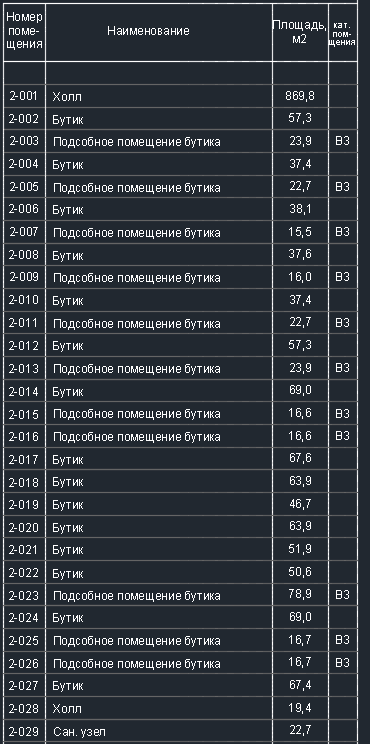 Номер поме- щения Наименование Площадь, м2 кат. пом- щения
2-001 Холл 869,8
2-002 Бутик 57,3
2-003 Подсобное помещение бутика 23,9 В3
2-004 Бутик 37,4
2-005 Подсобное помещение бутика 22,7 В3
2-006 Бутик 38,1
2-007 Подсобное помещение бутика 15,5 В3
2-008 Бутик 37,6
2-009 Подсобное помещение бутика 16,0 В3
2-010 Бутик 37,4
2-011 Подсобное помещение бутика 22,7 В3
2-012 Бутик 57,3
2-013 Подсобное помещение бутика 23,9 В3
2-014 Бутик 69,0
2-015 Подсобное помещение бутика 16,6 В3
2-016 Подсобное помещение бутика 16,6 В3
2-017 Бутик 67,6
2-018 Бутик 63,9
2-019 Бутик 46,7
2-020 Бутик 63,9
2-021 Бутик 51,9
2-022 Бутик 50,6
2-023 Подсобное помещение бутика 78,9 В3
2-024 Бутик 69,0
2-025 Подсобное помещение бутика 16,7 В3
2-026 Подсобное помещение бутика 16,7 В3
2-027 Бутик 67,4
2-028 Холл 19,4
2-029 Сан. узел 22,7